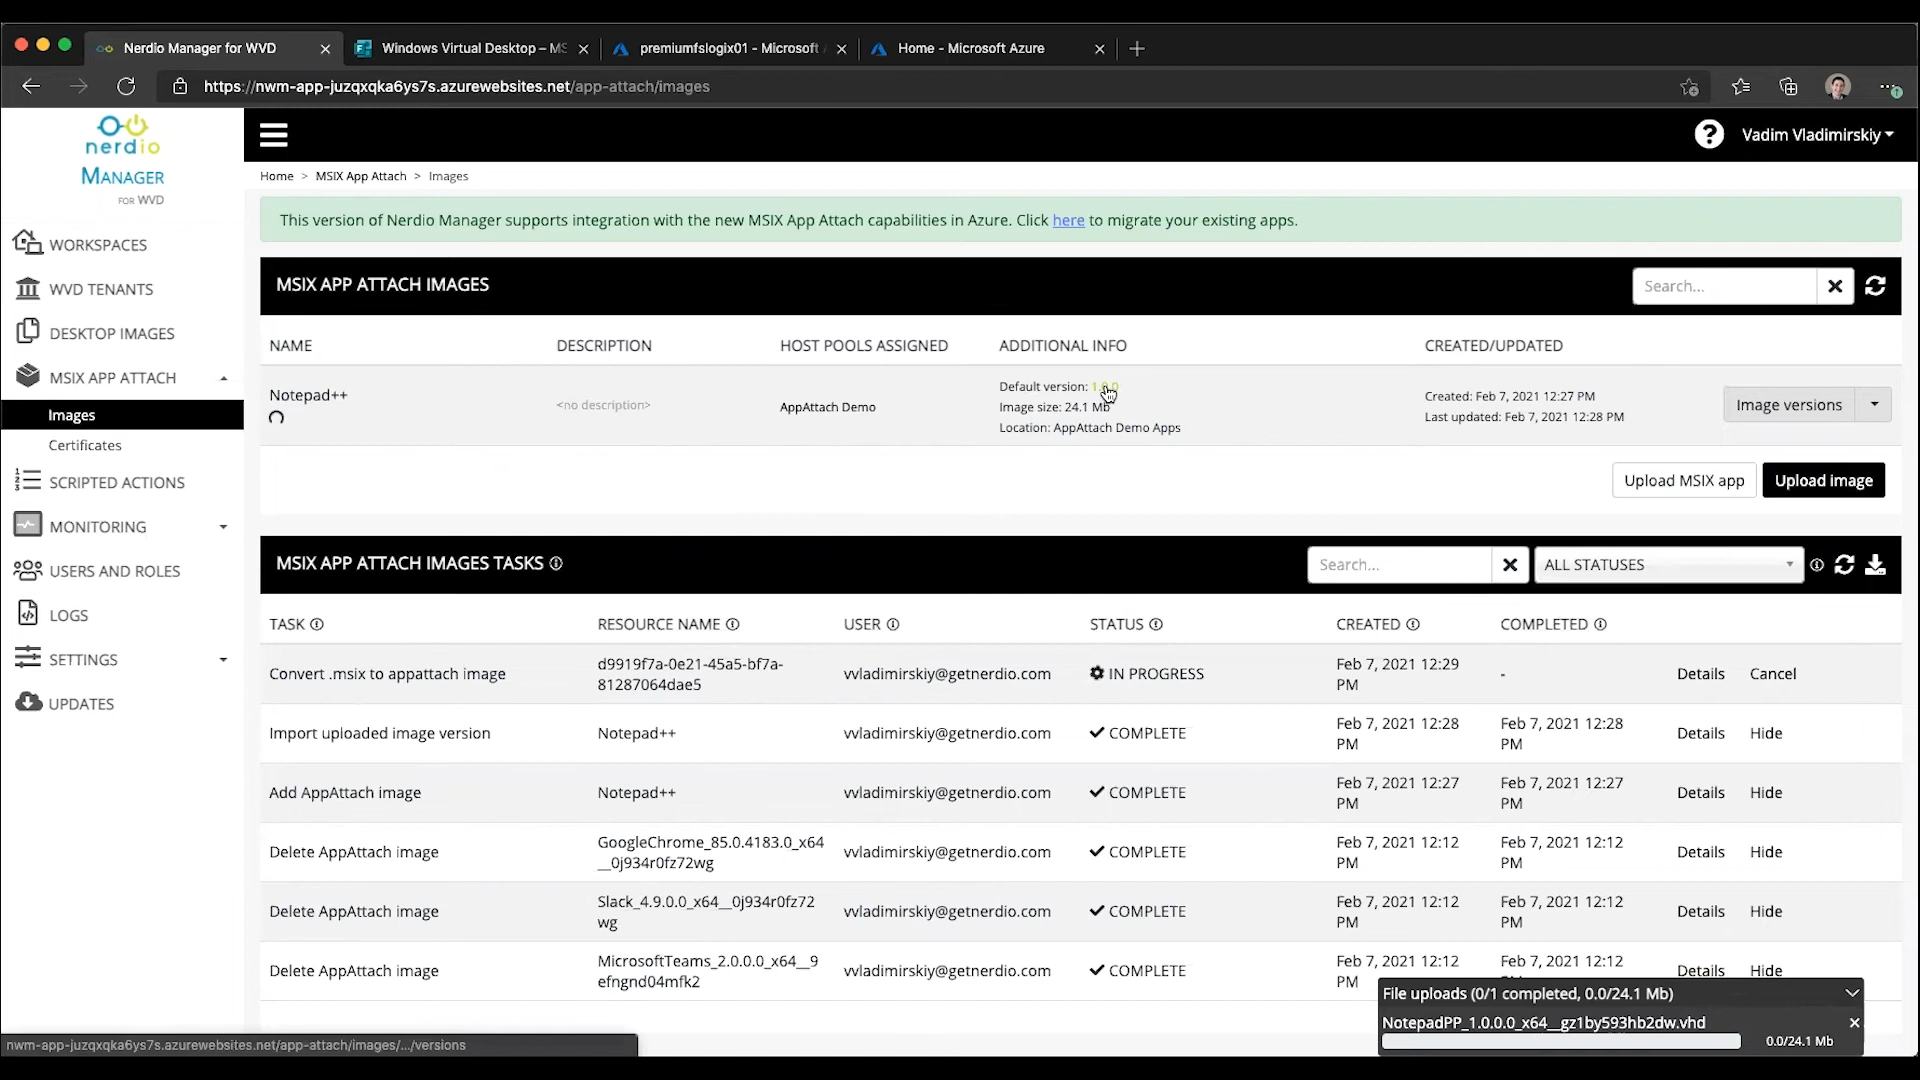 Nerdio Manager for WVD
Windows Virtual Desktop – MS
premiumfslogix01 - Microsoft
Home - Microsoft Azure
https://nwm-app-juzqxqka6ys7s.azurewebsites.net/app-attach/images
nerdio
MANAGER
FOR WVD
Vadim Vladimirskiy
Home > MSIX App Attach > Images
This version of Nerdio Manager supports integration with the new MSIX App Attach capabilities in Azure. Click here to migrate your existing apps.
WORKSPACES
WVD TENANTS
DESKTOP IMAGES
MSIX APP ATTACH
Images
Certificates
SCRIPTED ACTIONS
MONITORING
USERS AND ROLES
LOGS
SETTINGS
UPDATES
MSIX APP ATTACH IMAGES
Search...
NAME DESCRIPTION HOST POOLS ASSIGNED ADDITIONAL INFO CREATED/UPDATED
Notepad++
<no description>
AppAttach Demo
Default version: 1.0.0
Image size: 24.1 Mb
Location: AppAttach Demo Apps
Created: Feb 7, 2021 12:27 PM
Last updated: Feb 7, 2021 12:28 PM
Image versions
Upload MSIX app
Upload image
MSIX APP ATTACH IMAGES TASKS
Search...
ALL STATUSES
TASK RESOURCE NAME USER STATUS CREATED COMPLETED
Convert .msix to appattach image
d9919f7a-0e21-45a5-bf7a-
81287064dae5
vvladimirskiy@getnerdio.com
IN PROGRESS
Feb 7, 2021 12:29
PM
-
Details
Cancel
Import uploaded image version
Notepad++
vvladimirskiy@getnerdio.com
COMPLETE
Feb 7, 2021 12:28
PM
Feb 7, 2021 12:28
PM
Details
Hide
Add AppAttach image
Notepad++
vvladimirskiy@getnerdio.com
COMPLETE
Feb 7, 2021 12:27
PM
Feb 7, 2021 12:27
PM
Details
Hide
Delete AppAttach image
GoogleChrome_85.0.4183.0_x64
__0j934r0fz72wg
vvladimirskiy@getnerdio.com
COMPLETE
Feb 7, 2021 12:12
PM
Feb 7, 2021 12:12
PM
Details
Hide
Delete AppAttach image
Slack_4.9.0.0_x64__0j934r0fz72
wg
vvladimirskiy@getnerdio.com
COMPLETE
Feb 7, 2021 12:12
PM
Feb 7, 2021 12:12
PM
Details
Hide
Delete AppAttach image
MicrosoftTeams_2.0.0.0_x64__9
efngnd04mfk2
vvladimirskiy@getnerdio.com
COMPLETE
Feb 7, 2021 12:12
PM
Feb 7, 2021 12:12
Details
Hide
File uploads (0/1 completed, 0.0/24.1 Mb)
NotepadPP_1.0.0.0_x64__gz1by593hb2dw.vhd
0.0/24.1 Mb
nwm-app-juzqxqka6ys7s.azurewebsites.net/app-attach/images/.../versions